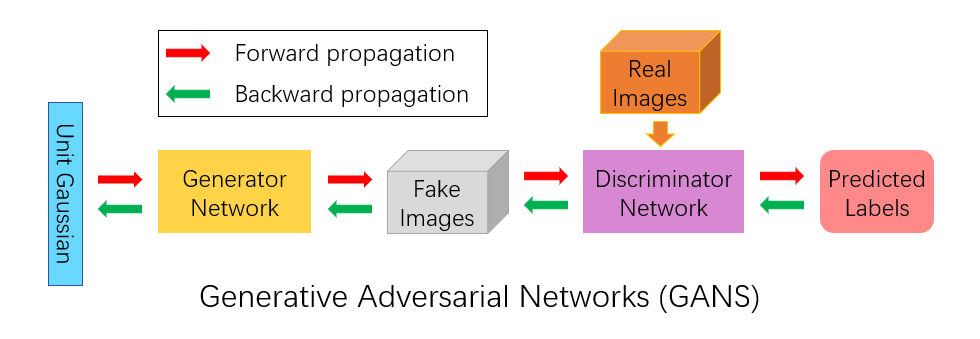 Forward propagation
Backward propagation
Real
Images
Unit Gaussian
Generator
Network
Fake
Images
Discriminator
Network
Predicted
Labels
Generative Adversarial Networks (GANS)